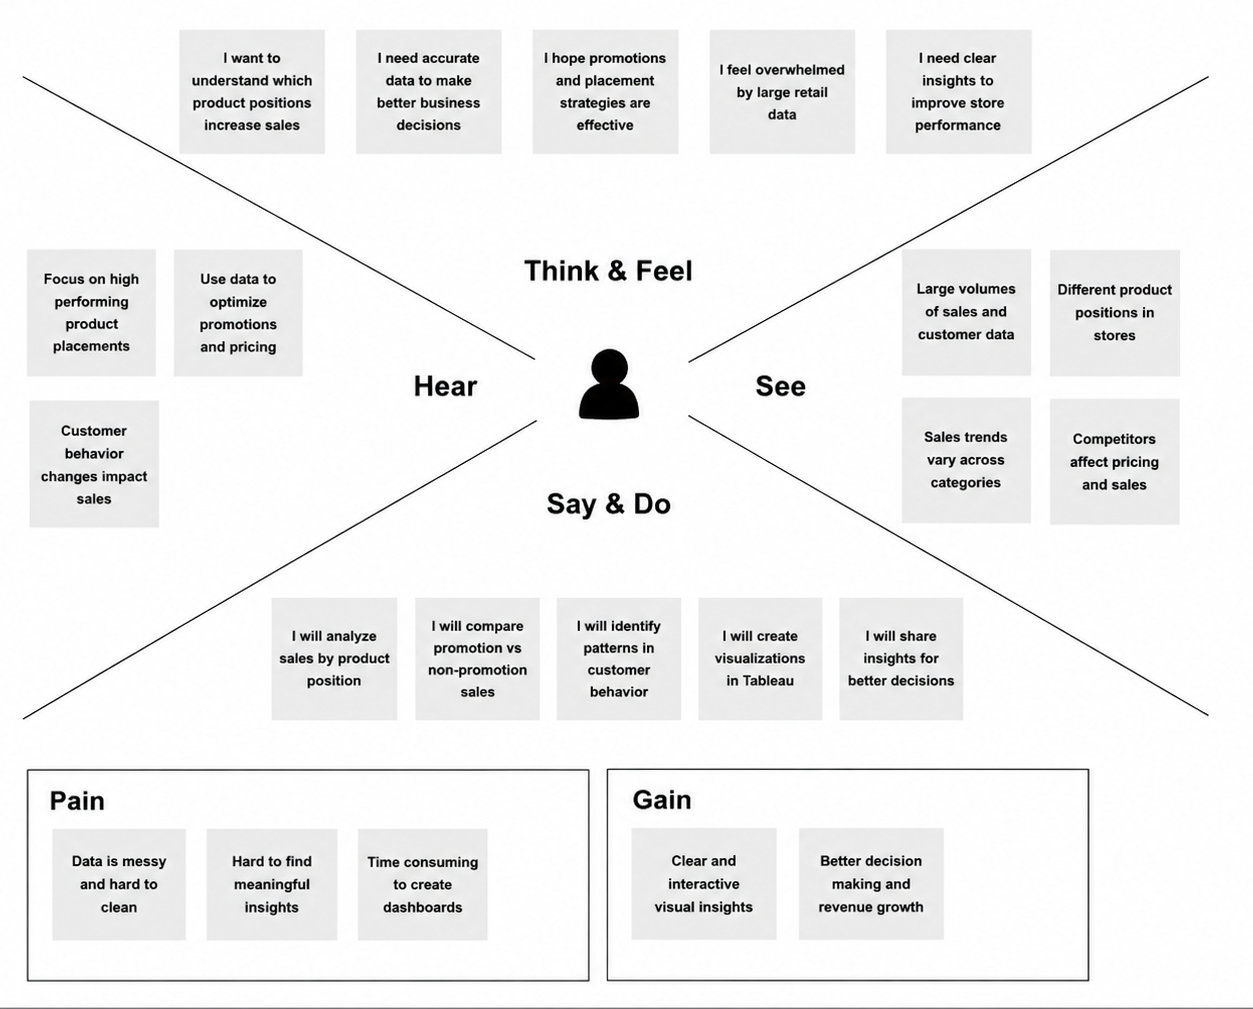 I want to
understand which
product positions
increase sales
I need accurate
data to make
better business
decisions
I hope promotions
and placement
strategies are
effective
I feel overwhelmed
by large retail
data
I need clear
insights to
improve store
performance
Think & Feel
Focus on high
performing
product
placements
Use data to
optimize
promotions
and pricing
Customer
behavior
changes impact
sales
Hear
See
Large volumes
of sales and
customer data
Different product
positions in
stores
Sales trends
vary across
categories
Competitors
affect pricing
and sales
Say & Do
I will analyze
sales by product
position
I will compare
promotion vs
non-promotion
sales
I will identify
patterns in
customer
behavior
I will create
visualizations
in Tableau
I will share
insights for
better decisions
Pain
Data is messy
and hard to
clean
Hard to find
meaningful
insights
Time consuming
to create
dashboards
Gain
Clear and
interactive
visual insights
Better decision
making and
revenue growth